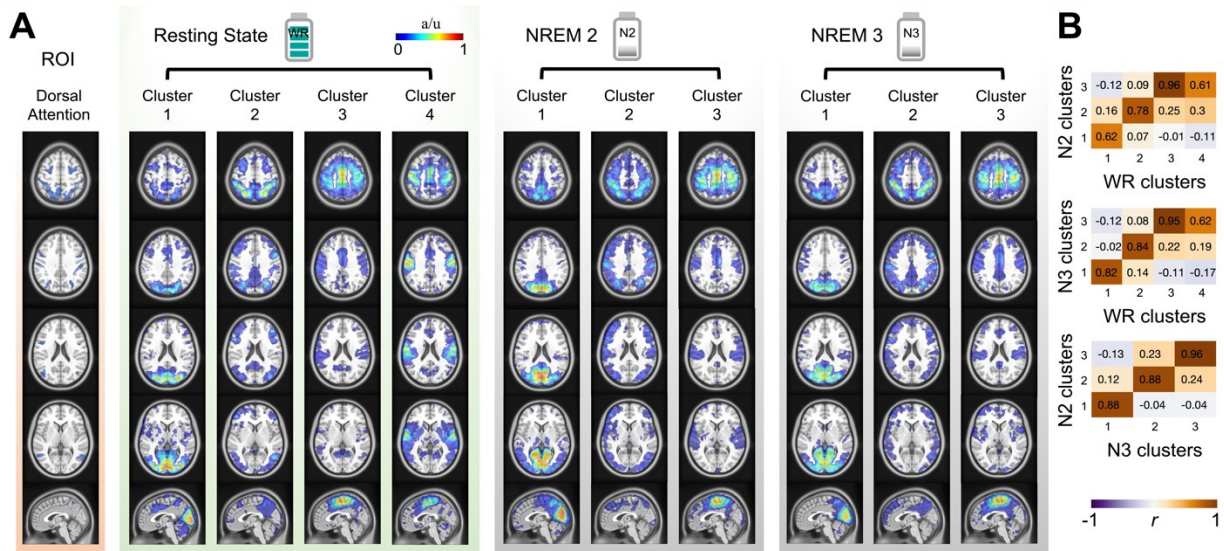 A
ROI
Dorsal
Attention
Resting State
WR
a/u
0 1
Cluster
1
Cluster
2
Cluster
3
Cluster
4
NREM 2
N2
Cluster
1
Cluster
2
Cluster
3
NREM 3
N3
Cluster
1
Cluster
2
Cluster
3
B
N2 clusters
3 -0.12 0.09 0.96 0.61
2 0.16 0.78 0.25 0.3
1 0.62 0.07 -0.01 -0.11
1 2 3 4
WR clusters
N3 clusters
3 -0.12 0.08 0.95 0.62
2 -0.02 0.84 0.22 0.19
1 0.82 0.14 -0.11 -0.17
1 2 3 4
WR clusters
N2 clusters
3 -0.13 0.23 0.96
2 0.12 0.88 0.24
1 0.88 -0.04 -0.04
1 2 3
N3 clusters
-1 r 1